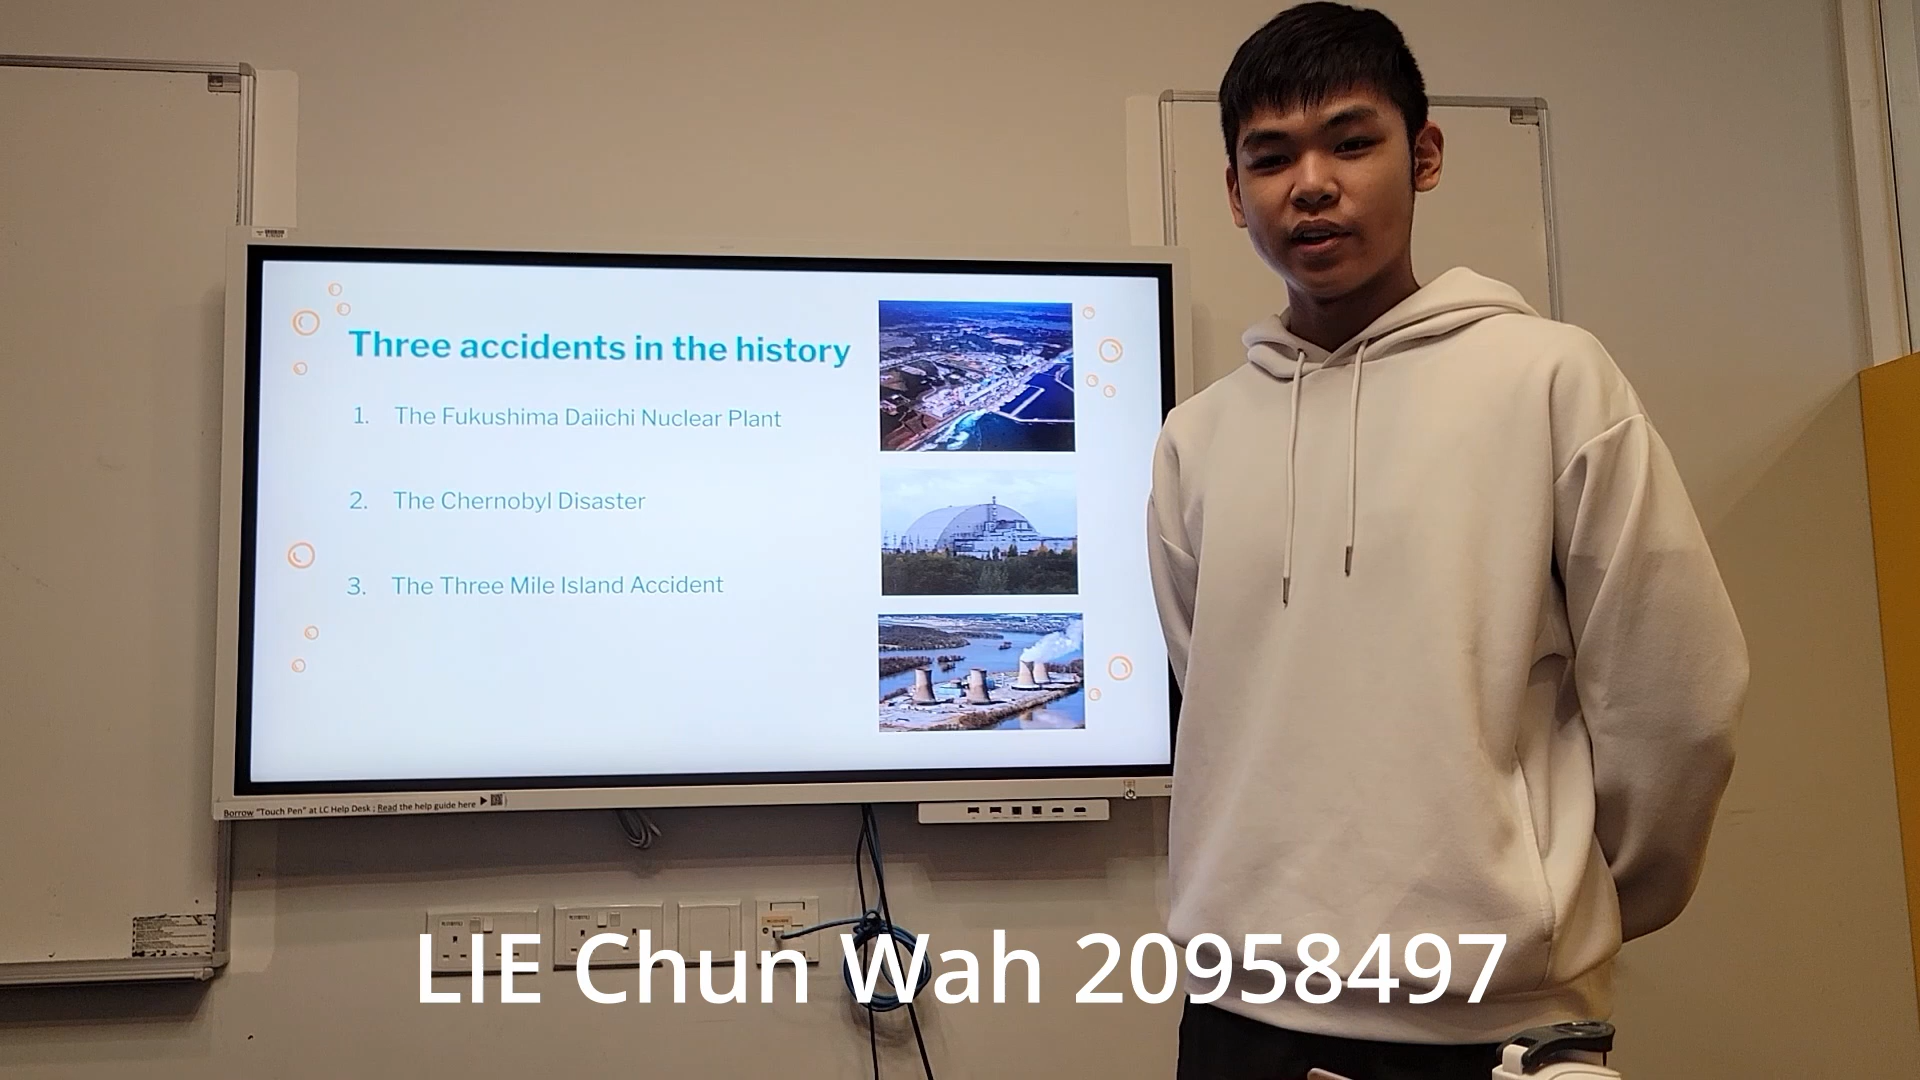 Three accidents in the history
1. The Fukushima Daiichi Nuclear Plant
2. The Chernobyl Disaster
3. The Three Mile Island Accident
Borrow "Touch Pen" at LC Help Desk ; Read the help guide here
LIE Chun Wah 20958497